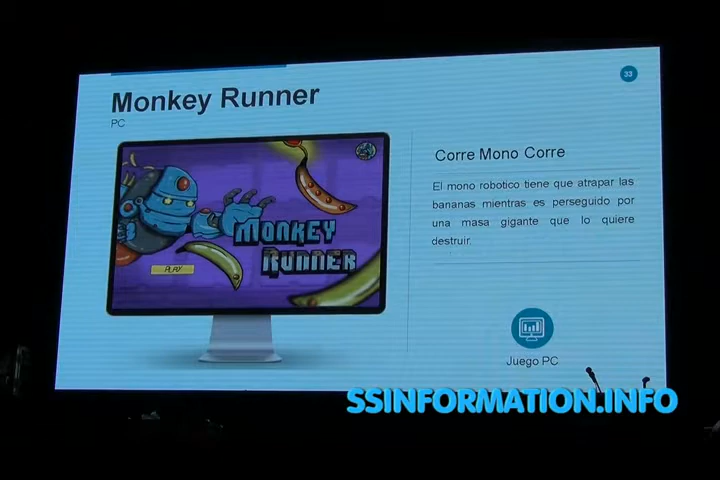 33
Monkey Runner
PC
MONKEY
RUNNER
PLAY
Corre Mono Corre
El mono robotico tiene que atrapar las
bananas mientras es perseguido por
una masa gigante que lo quiere
destruir.
Juego PC
SSINFORMATION.INFO